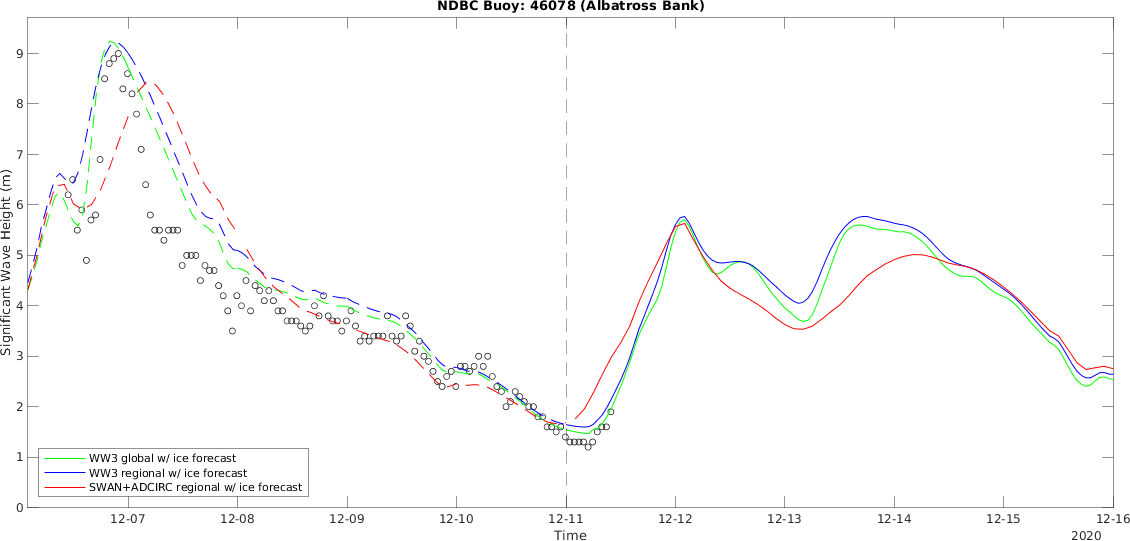 NDBC Buoy: 46078 (Albatross Bank)
Significant Wave Height (m)
9
8
7
6
5
4
3
2
1
0
WW3 global w/ ice forecast
WW3 regional w/ ice forecast
SWAN+ADCIRC regional w/ ice forecast
12-07 12-08 12-09 12-10 12-11 12-12 12-13 12-14 12-15 12-16
Time
2020